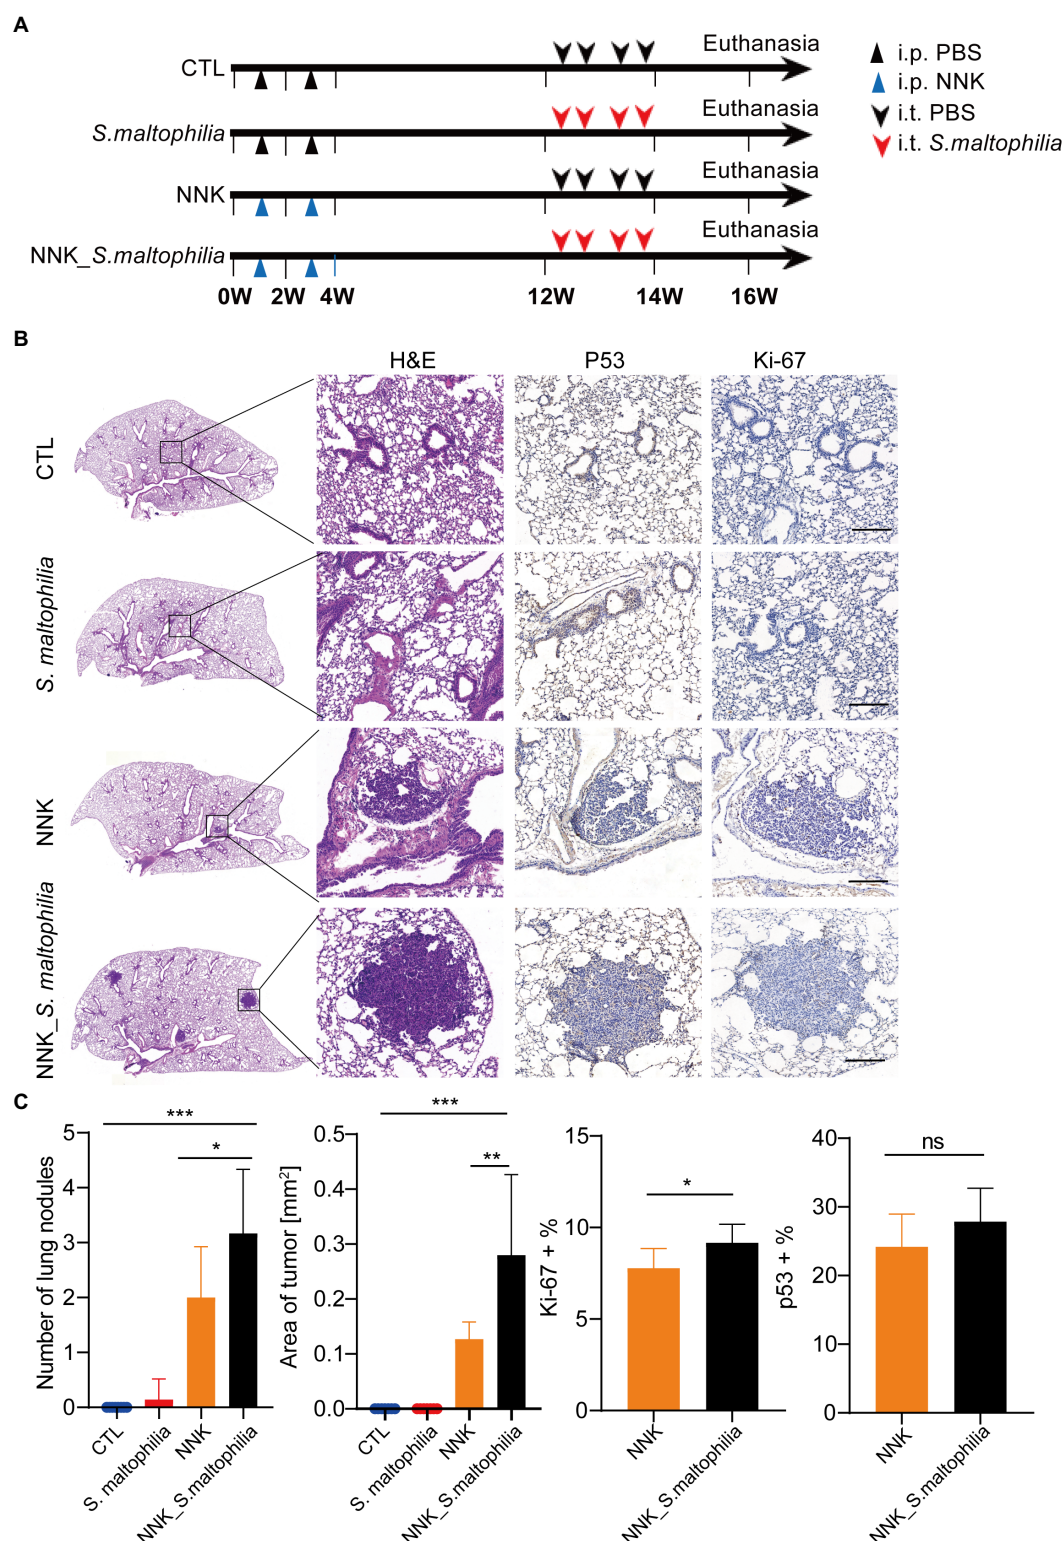 A
CTL
Euthanasia
S.maltophilia
Euthanasia
NNK
Euthanasia
NNK_S.maltophilia
Euthanasia
0W 2W 4W 12W 14W 16W
i.p. PBS
i.p. NNK
i.t. PBS
i.t. S.maltophilia
B
H&E P53 Ki-67
CTL
S. maltophilia
NNK
NNK_S. maltophilia
C
Number of lung nodules
5
4
3
2
1
0
***
*
CTL
S. maltophilia
NNK
NNK_S.maltophilia
Area of tumor [mm²]
0.5
0.4
0.3
0.2
0.1
0.0
***
**
CTL
S. maltophilia
NNK
NNK_S.maltophilia
Ki-67 + %
15
10
5
0
*
NNK
NNK_S.maltophilia
p53 + %
40
30
20
10
0
ns
NNK
NNK_S.maltophilia